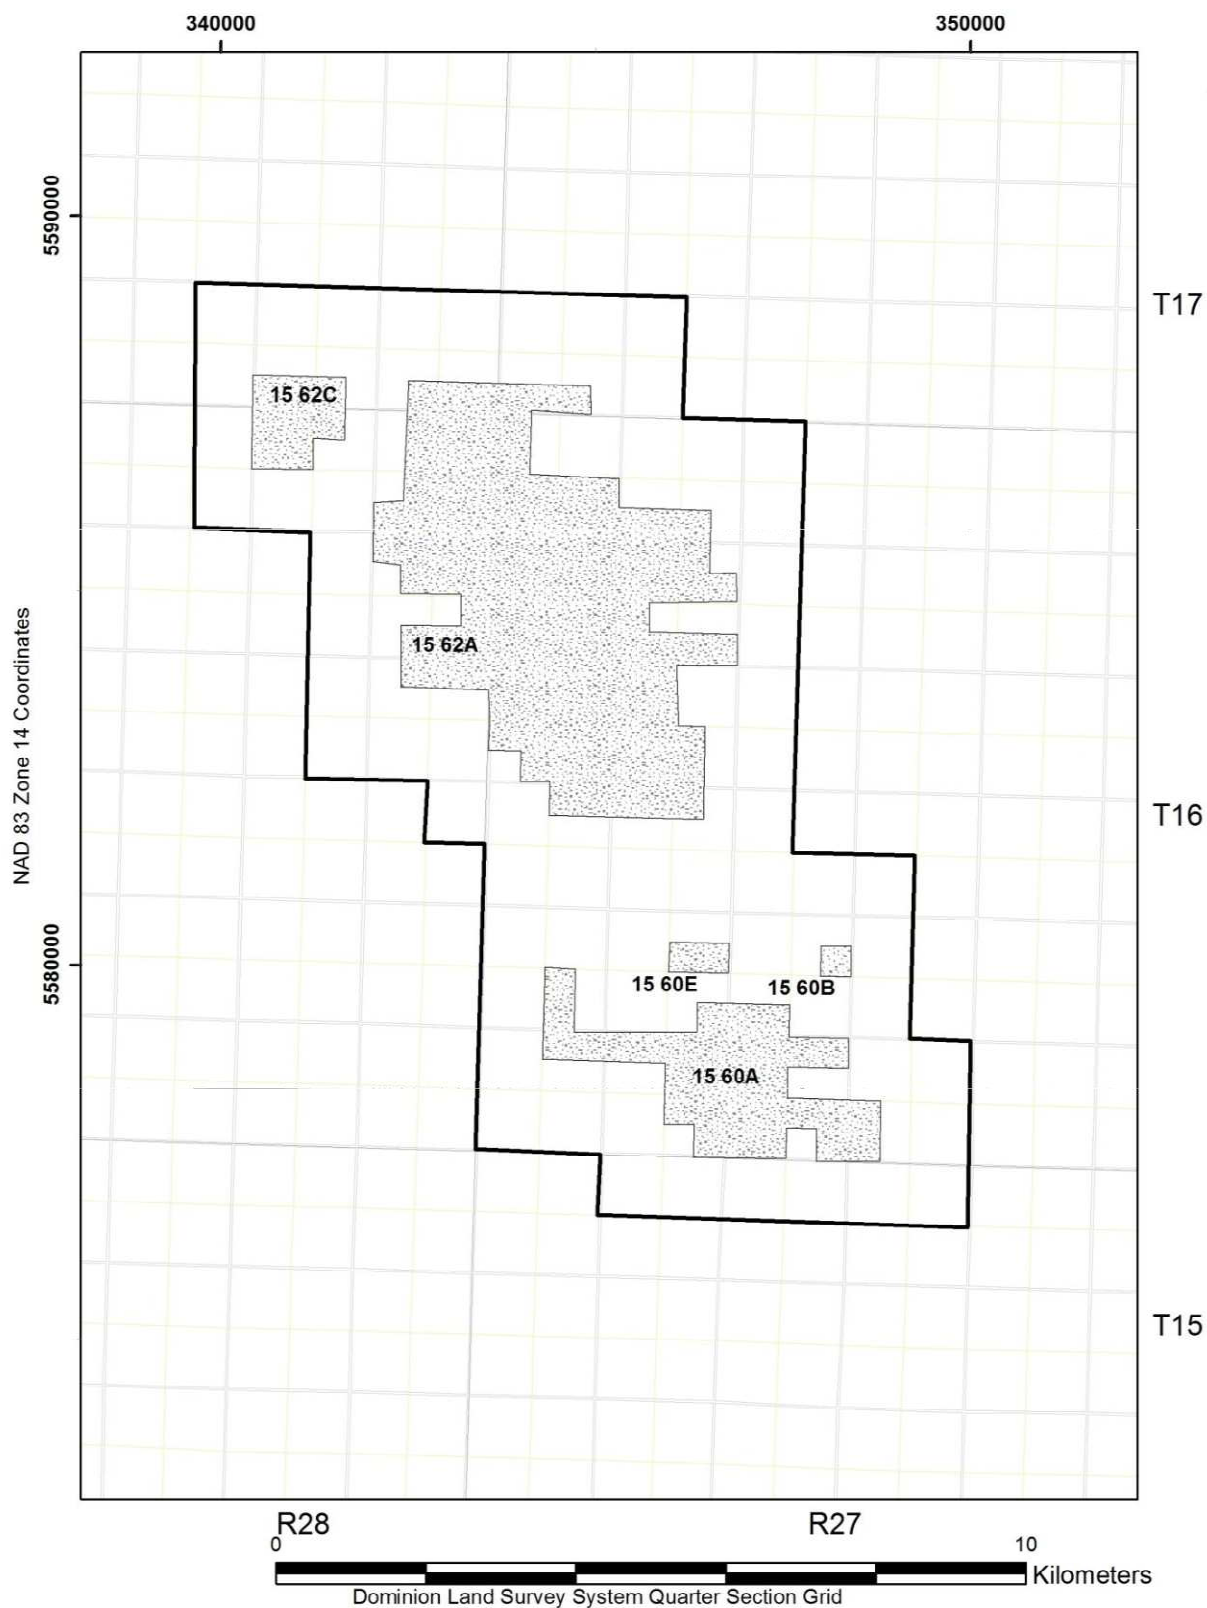 340000
350000
5590000
T17
15 62C
15 62A
NAD 83 Zone 14 Coordinates
T16
5580000
15 60E
15 60B
15 60A
T15
R28
R27
0
10
Kilometers
Dominion Land Survey System Quarter Section Grid